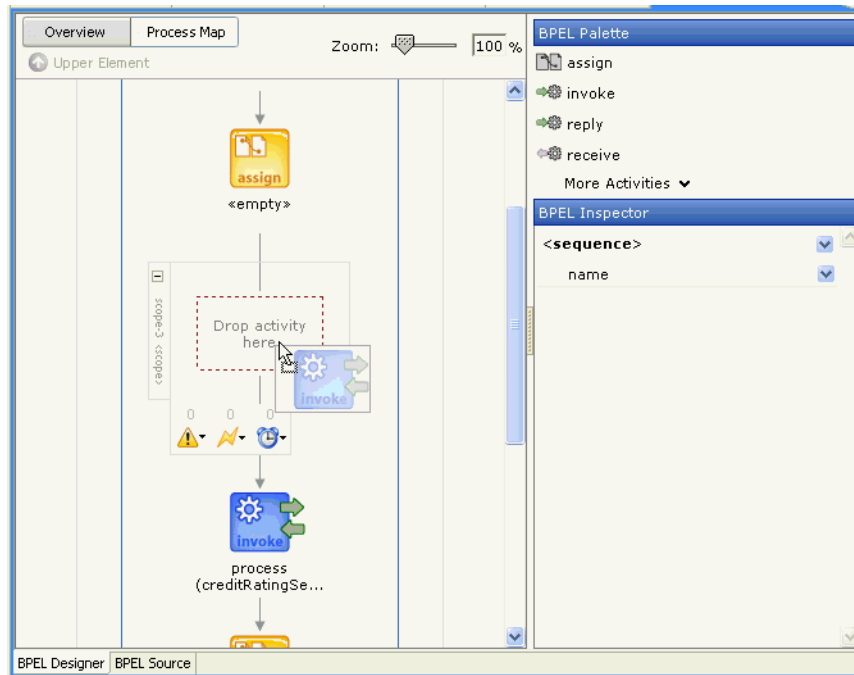 Overview
Process Map
Zoom:
100 %
Upper Element
assign
«empty»
scope-3 <scope>
Drop activity
here
invoke
0
0
0
invoke
process
(creditRatingSe...
BPEL Designer
BPEL Source
BPEL Palette
assign
invoke
reply
receive
More Activities
BPEL Inspector
<sequence>
name